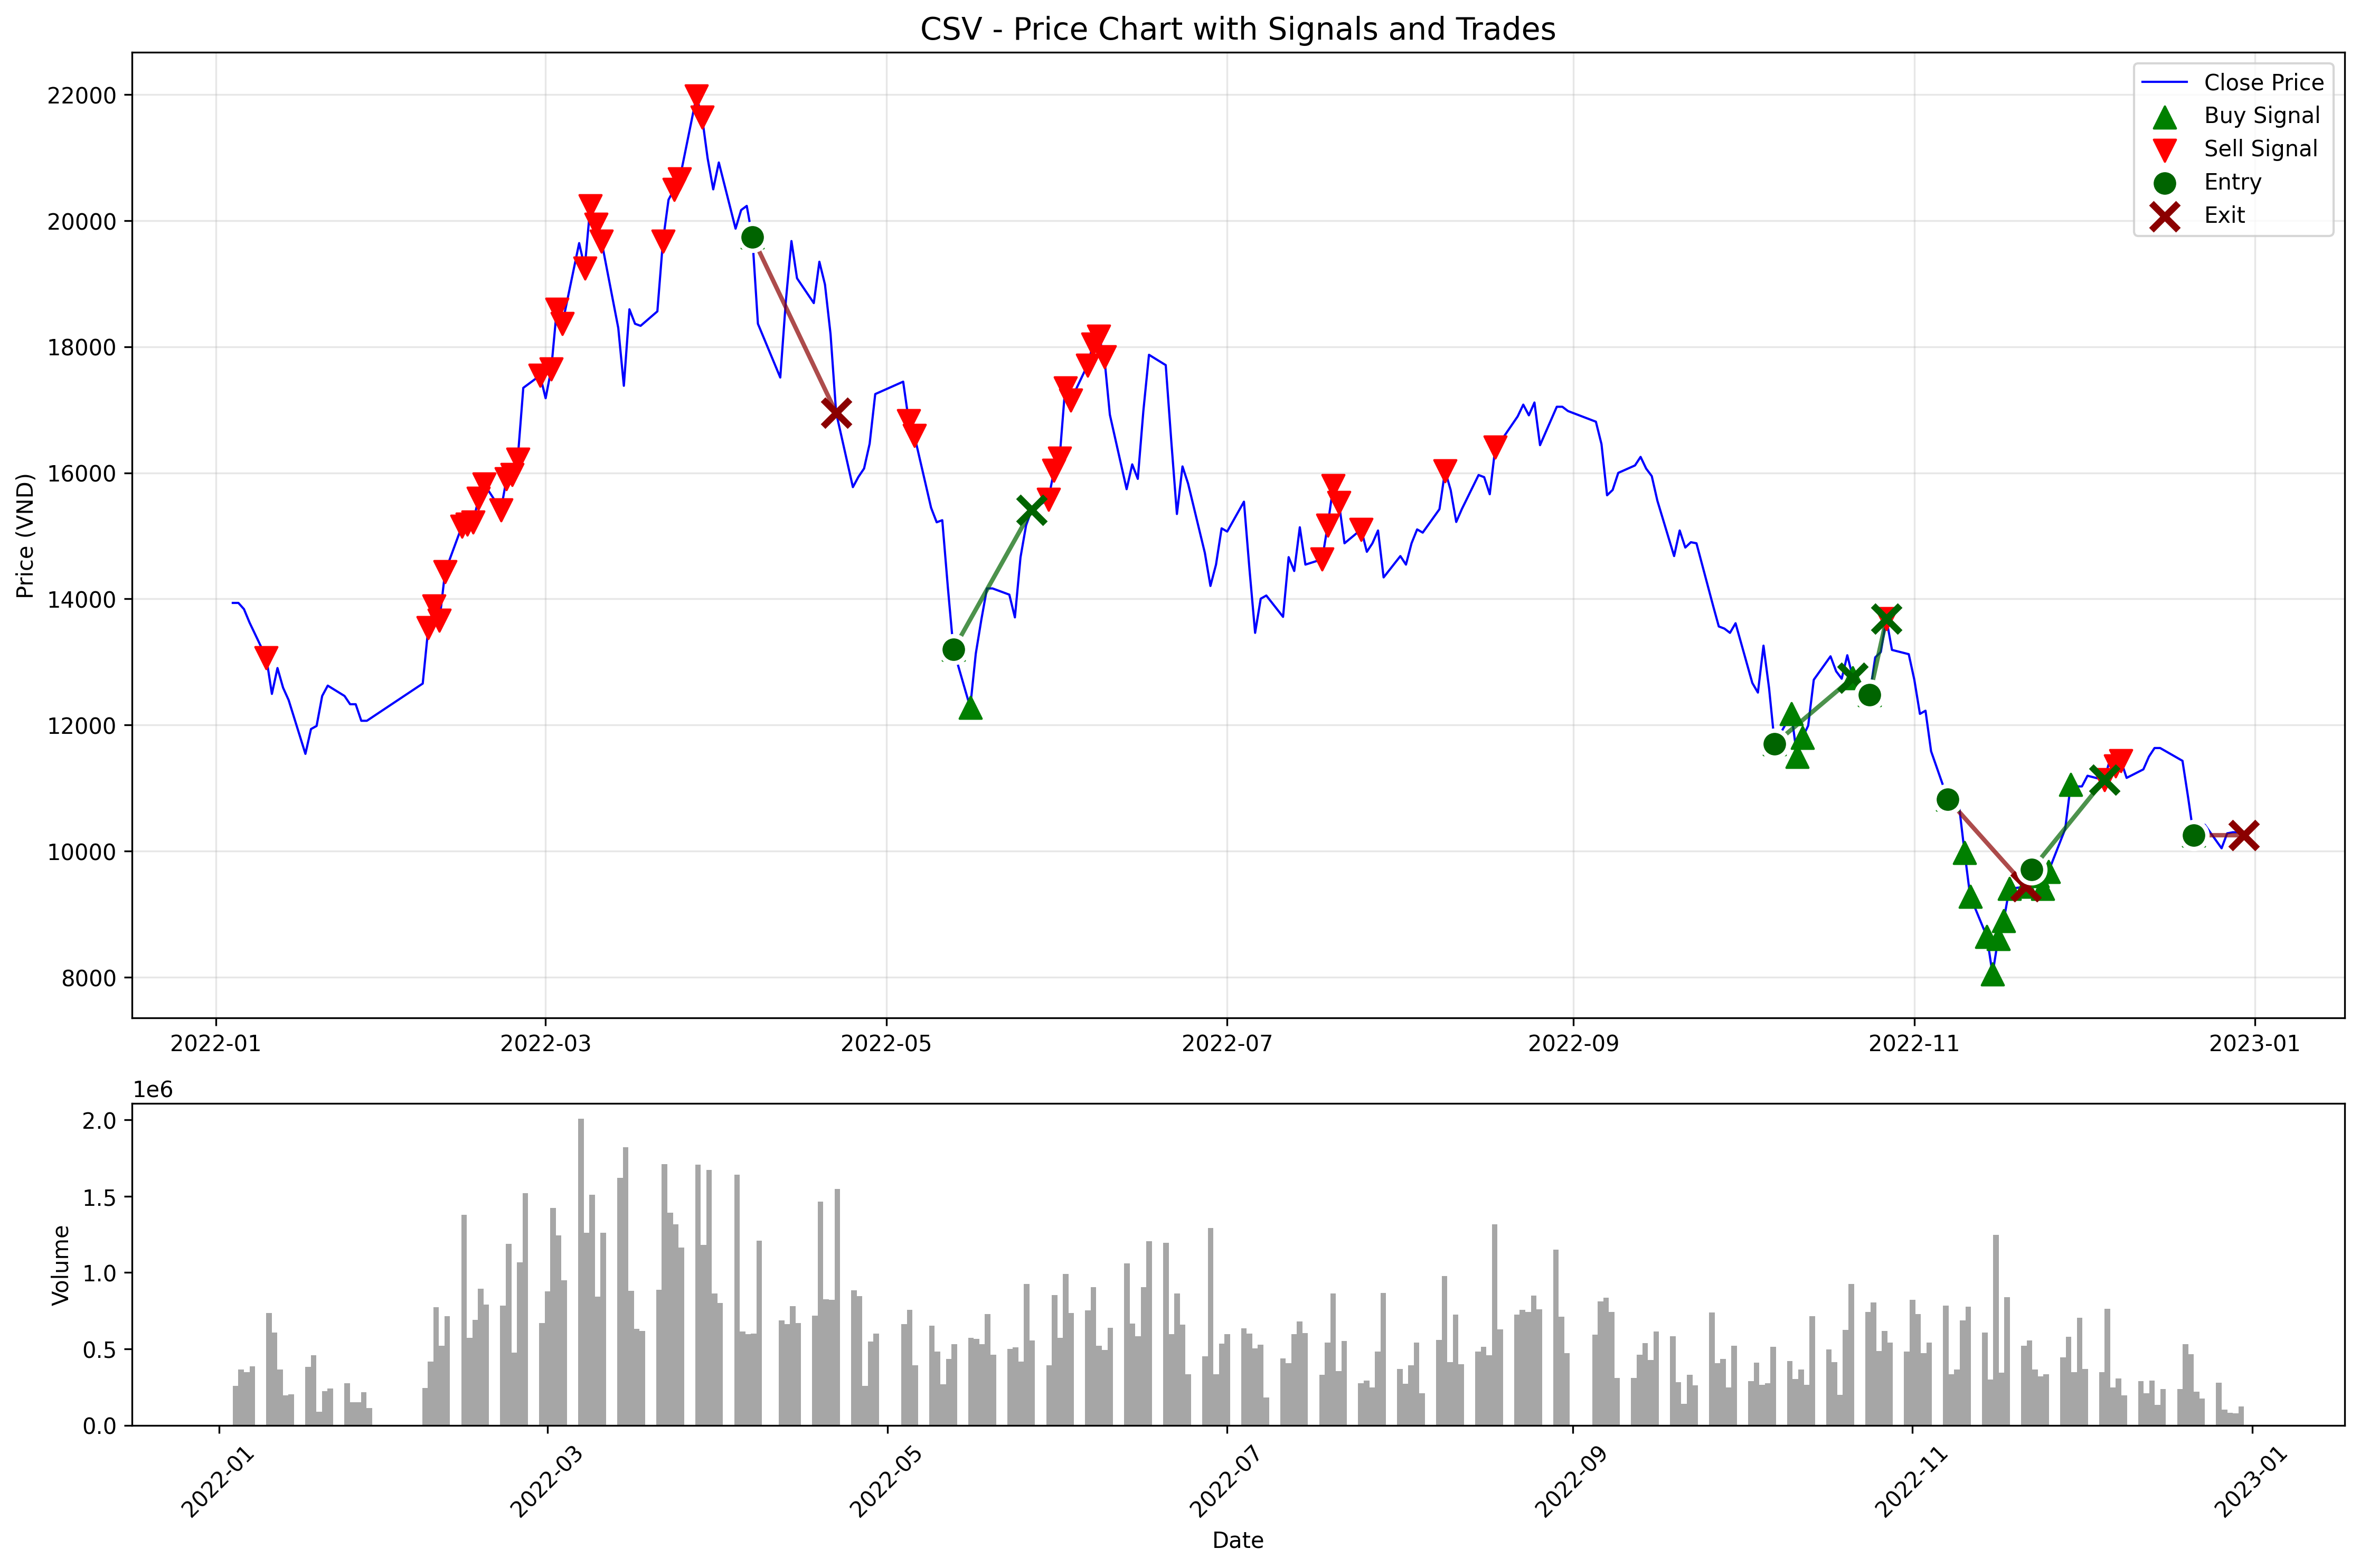 CSV - Price Chart with Signals and Trades
Close Price
Buy Signal
Sell Signal
Entry
Exit
Price (VND)
22000
20000
18000
16000
14000
12000
10000
8000
2022-01
2022-03
2022-05
2022-07
2022-09
2022-11
2023-01
1e6
Volume
2.0
1.5
1.0
0.5
0.0
2022-01
2022-03
2022-05
2022-07
2022-09
2022-11
2023-01
Date